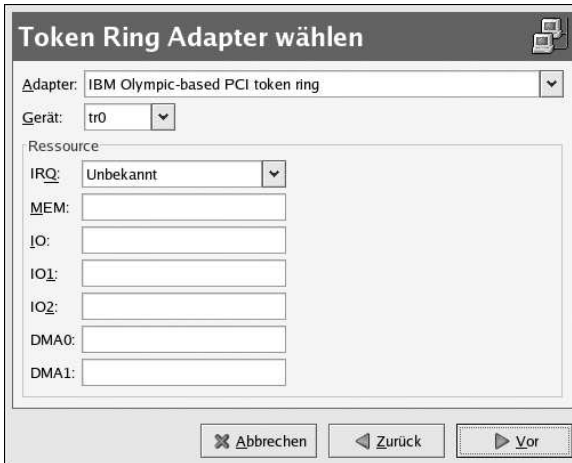 Token Ring Adapter wählen
Adapter: IBM Olympic-based PCI token ring
Gerät: tr0
Ressource
IRQ: Unbekannt
MEM:
IO:
IO1:
IO2:
DMA0:
DMA1:
Abbrechen Zurück Vor